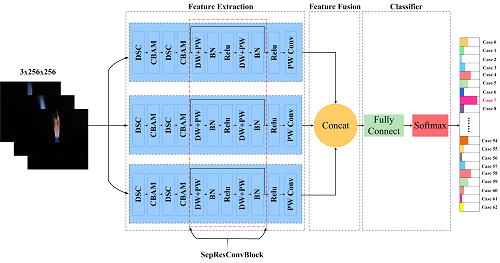 Feature Extraction
Feature Fusion
Classifier
3x256x256
DSC
CBAM
DSC
CBAM
DW+PW
BN
Relu
DW+PW
BN
Relu
PW Conv
DSC
CBAM
DSC
CBAM
DW+PW
BN
Relu
DW+PW
BN
Relu
PW Conv
DSC
CBAM
DSC
CBAM
DW+PW
BN
Relu
DW+PW
BN
Relu
PW Conv
SepResConvBlock
Concat
Fully
Connect
Softmax
Case 0
Case 1
Case 2
Case 3
Case 4
Case 5
Case 6
Case 7
Case 8
Case 54
Case 55
Case 56
Case 57
Case 58
Case 59
Case 60
Case 61
Case 62